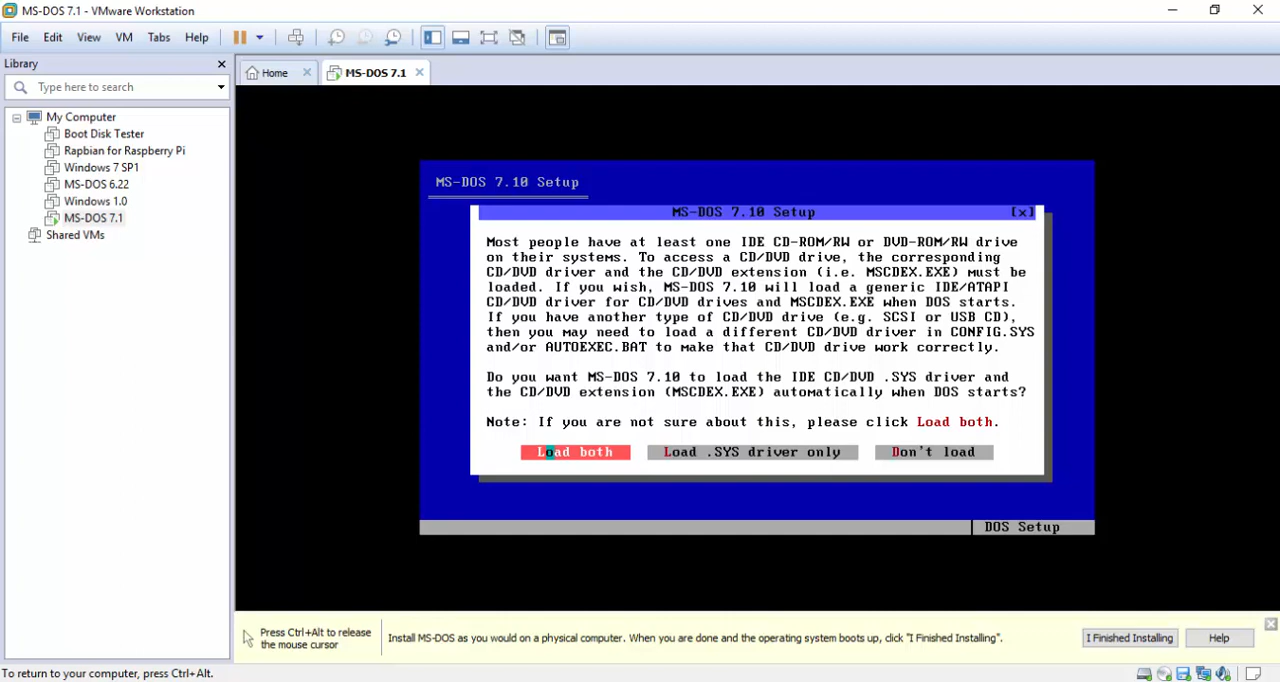 MS-DOS 7.1 - VMware Workstation
File Edit View VM Tabs Help
Library
Home
MS-DOS 7.1
Type here to search
My Computer
Boot Disk Tester
Rapbian for Raspberry Pi
Windows 7 SP1
MS-DOS 6.22
Windows 1.0
MS-DOS 7.1
Shared VMs
MS-DOS 7.10 Setup
MS-DOS 7.10 Setup [x]
Most people have at least one IDE CD-ROM/RW or DVD-ROM/RW drive
on their systems. To access a CD/DVD drive, the corresponding
CD/DVD driver and the CD/DVD extension (i.e. MSCDEX.EXE) must be
loaded. If you wish, MS-DOS 7.10 will load a generic IDE/ATAPI
CD/DVD driver for CD/DVD drives and MSCDEX.EXE when DOS starts.
If you have another type of CD/DVD drive (e.g. SCSI or USB CD),
then you may need to load a different CD/DVD driver in CONFIG.SYS
and/or AUTOEXEC.BAT to make that CD/DVD drive work correctly.
Do you want MS-DOS 7.10 to load the IDE CD/DVD .SYS driver and
the CD/DVD extension (MSCDEX.EXE) automatically when DOS starts?
Note: If you are not sure about this, please click Load both.
Load both Load .SYS driver only Don't load
DOS Setup
Press Ctrl+Alt to release
the mouse cursor
Install MS-DOS as you would on a physical computer. When you are done and the operating system boots up, click "I Finished Installing".
I Finished Installing
Help
To return to your computer, press Ctrl+Alt.